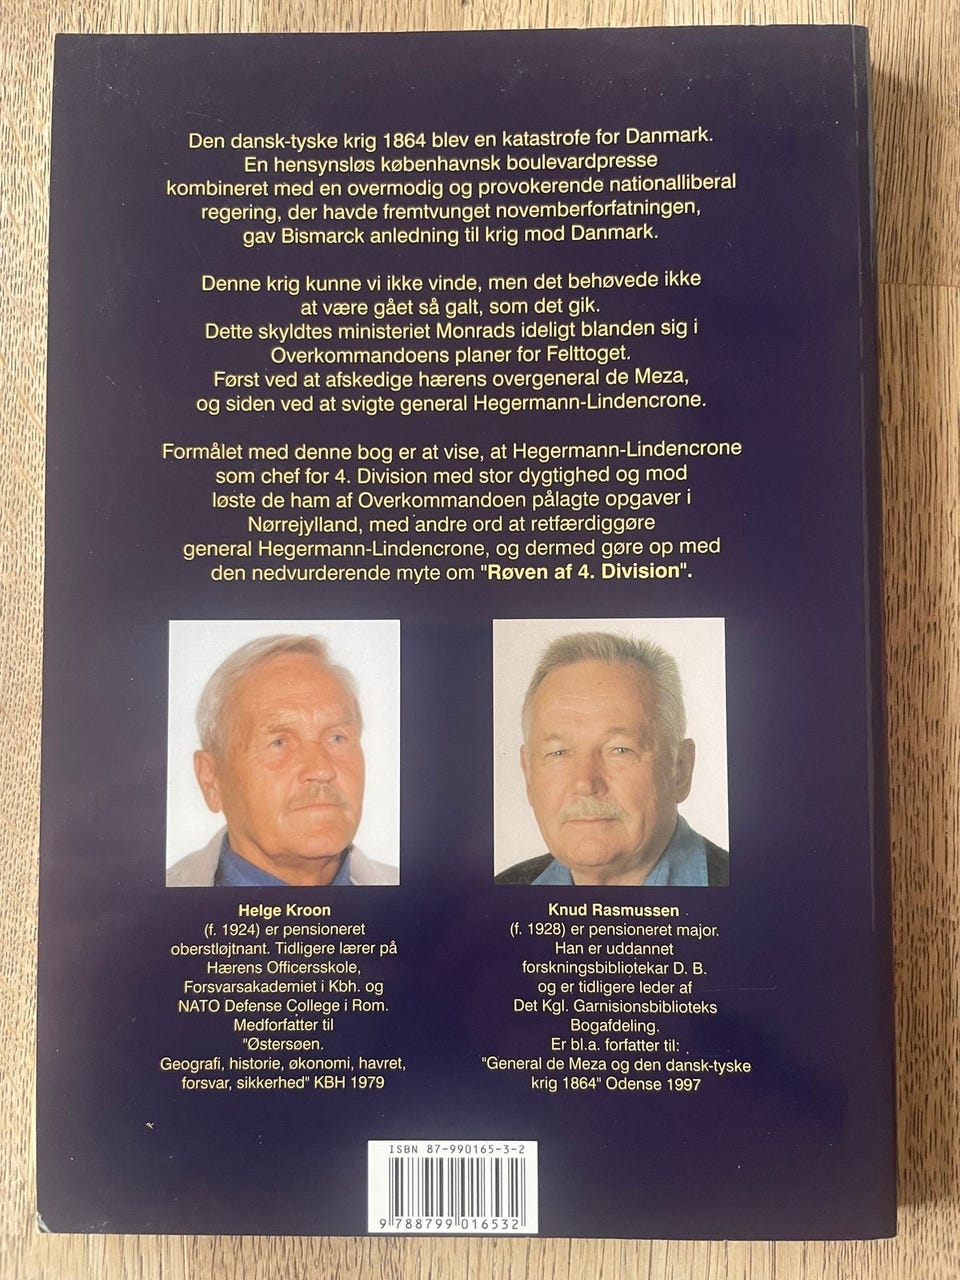 Den dansk-tyske krig 1864 blev en katastrofe for Danmark.
En hensynsløs københavnsk boulevardpresse
kombineret med en overmodig og provokerende nationalliberal
regering, der havde fremtvunget novemberforfatningen,
gav Bismarck anledning til krig mod Danmark.
Denne krig kunne vi ikke vinde, men det behøvede ikke
at være gået så galt, som det gik.
Dette skyldtes ministeriet Monrads ideligt blanden sig i
Overkommandoens planer for Felttoget.
Først ved at afskedige hærens overgeneral de Meza,
og siden ved at svigte general Hegermann-Lindencrone.
Formålet med denne bog er at vise, at Hegermann-Lindencrone
som chef for 4. Division med stor dygtighed og mod
løste de ham af Overkommandoen pålagte opgaver i
Nørrejylland, med andre ord at retfærdiggøre
general Hegermann-Lindencrone, og dermed gøre op med
den nedvurderende myte om "Røven af 4. Division".
Helge Kroon
(f. 1924) er pensioneret
oberstløjtnant. Tidligere lærer på
Hærens Officersskole,
Forsvarsakademiet i Kbh. og
NATO Defense College i Rom.
Medforfatter til
"Østersøen.
Geografi, historie, økonomi, havret,
forsvar, sikkerhed" KBH 1979
Knud Rasmussen
(f. 1928) er pensioneret major.
Han er uddannet
forskningsbibliotekar D. B.
og er tidligere leder af
Det Kgl. Garnisionsbiblioteks
Bogafdeling.
Er bl.a. forfatter til:
"General de Meza og den dansk-tyske
krig 1864" Odense 1997
ISBN 87-990165-3-2
9 788799 016532